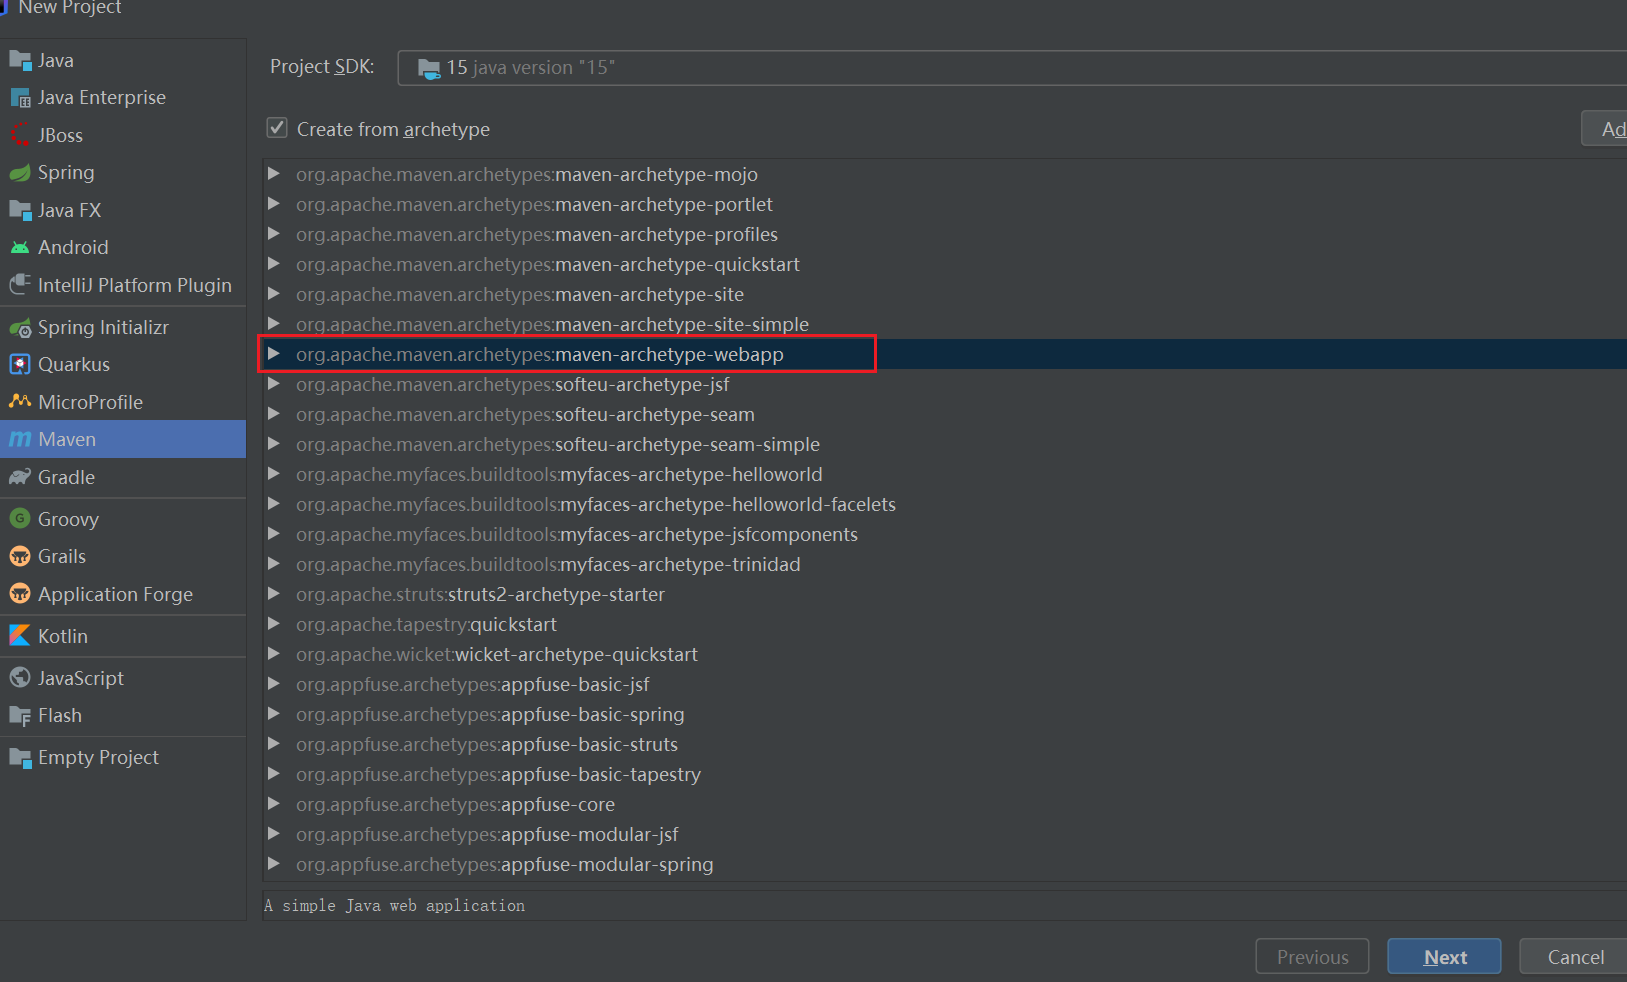 New Project
Java
Java Enterprise
JBoss
Spring
Java FX
Android
IntelliJ Platform Plugin
Spring Initializr
Quarkus
MicroProfile
Maven
Gradle
Groovy
Grails
Application Forge
Kotlin
JavaScript
Flash
Empty Project
Project SDK: 15 java version "15"
Create from archetype
Ad
org.apache.maven.archetypes:maven-archetype-mojo
org.apache.maven.archetypes:maven-archetype-portlet
org.apache.maven.archetypes:maven-archetype-profiles
org.apache.maven.archetypes:maven-archetype-quickstart
org.apache.maven.archetypes:maven-archetype-site
org.apache.maven.archetypes:maven-archetype-site-simple
org.apache.maven.archetypes:maven-archetype-webapp
org.apache.maven.archetypes:softeu-archetype-jsf
org.apache.maven.archetypes:softeu-archetype-seam
org.apache.maven.archetypes:softeu-archetype-seam-simple
org.apache.myfaces.buildtools:myfaces-archetype-helloworld
org.apache.myfaces.buildtools:myfaces-archetype-helloworld-facelets
org.apache.myfaces.buildtools:myfaces-archetype-jsfcomponents
org.apache.myfaces.buildtools:myfaces-archetype-trinidad
org.apache.struts:struts2-archetype-starter
org.apache.tapestry:quickstart
org.apache.wicket:wicket-archetype-quickstart
org.appfuse.archetypes:appfuse-basic-jsf
org.appfuse.archetypes:appfuse-basic-spring
org.appfuse.archetypes:appfuse-basic-struts
org.appfuse.archetypes:appfuse-basic-tapestry
org.appfuse.archetypes:appfuse-core
org.appfuse.archetypes:appfuse-modular-jsf
org.appfuse.archetypes:appfuse-modular-spring
A simple Java web application
Previous
Next
Cancel